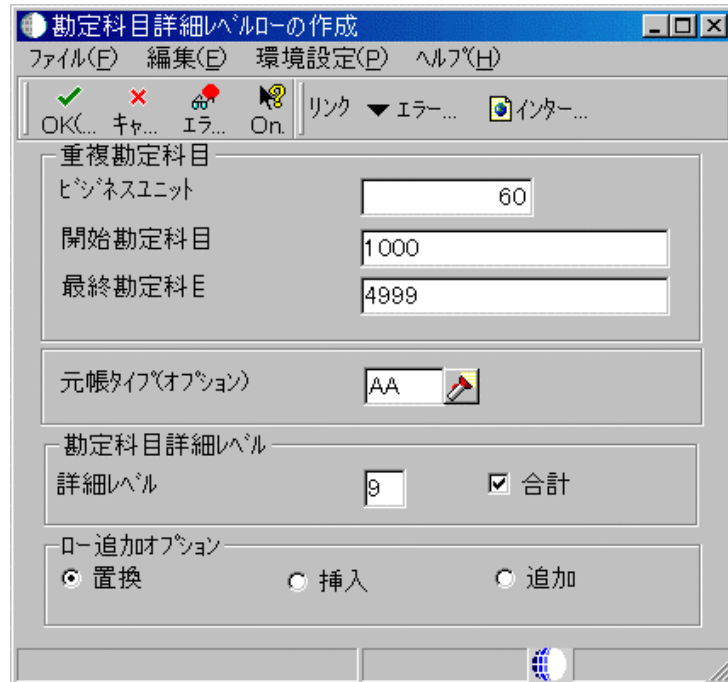 勘定科目詳細ﾚﾍﾞﾙﾛｰの作成
ﾌｧｲﾙ(F) 編集(E) 環境設定(P) ﾍﾙﾌﾟ(H)
OK(... ｷｬ... ｴﾗ... On. ﾘﾝｸ ▼ ｴﾗｰ... ｲﾝﾀｰ...
重複勘定科目
ﾋﾞｼﾞﾈｽﾕﾆｯﾄ 60
開始勘定科目 1000
最終勘定科目 4999
元帳ﾀｲﾌﾟ(ｵﾌﾟｼｮﾝ) AA
勘定科目詳細ﾚﾍﾞﾙ
詳細ﾚﾍﾞﾙ 9 合計
ﾛｰ追加ｵﾌﾟｼｮﾝ
置換 挿入 追加